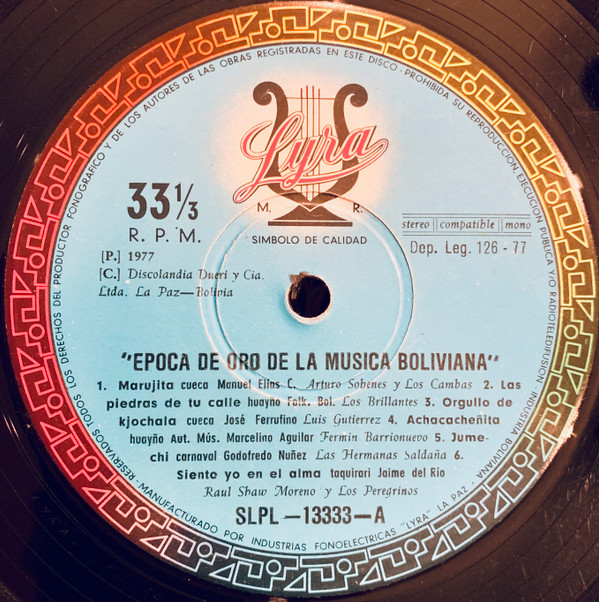 RESERVADOS TODOS LOS DERECHOS DEL PRODUCTOR FONOGRAFICO Y DE LOS AUTORES DE LAS OBRAS REGISTRADAS EN ESTE DISCO - PROHIBIDA SU REPRODUCCION, EJECUCION PUBLICA Y/O RADIOTELEDIFUSION INDUSTRIA BOLIVIANA
Lyra
M. R.
SIMBOLO DE CALIDAD
33 1/3
R. P. M.
stereo || compatible || mono
Dep. Leg. 126 - 77
[P.] 1977
[C.] Discolandia Dueri y Cia.
Ltda. La Paz—Bolivia
"EPOCA DE ORO DE LA MUSICA BOLIVIANA"
1. Marujita cueca Manuel Elías C. Arturo Sobenes y Los Cambas 2. Las
piedras de tu calle huayño Folk. Bol. Los Brillantes 3. Orgullo de
kjochala cueca José Ferrufino Luis Gutierrez 4. Achacacheñita
huayño Aut. Mús. Marcelino Aguilar Fermín Barrionuevo 5. Jume-
chi carnaval Godofredo Nuñez Las Hermanas Saldaña 6.
Siento yo en el alma taquirari Jaime del Río
Raul Shaw Moreno y Los Peregrinos
SLPL—13333—A
- MANUFACTURADO POR INDUSTRIAS FONOELECTRICAS "LYRA" LA PAZ -